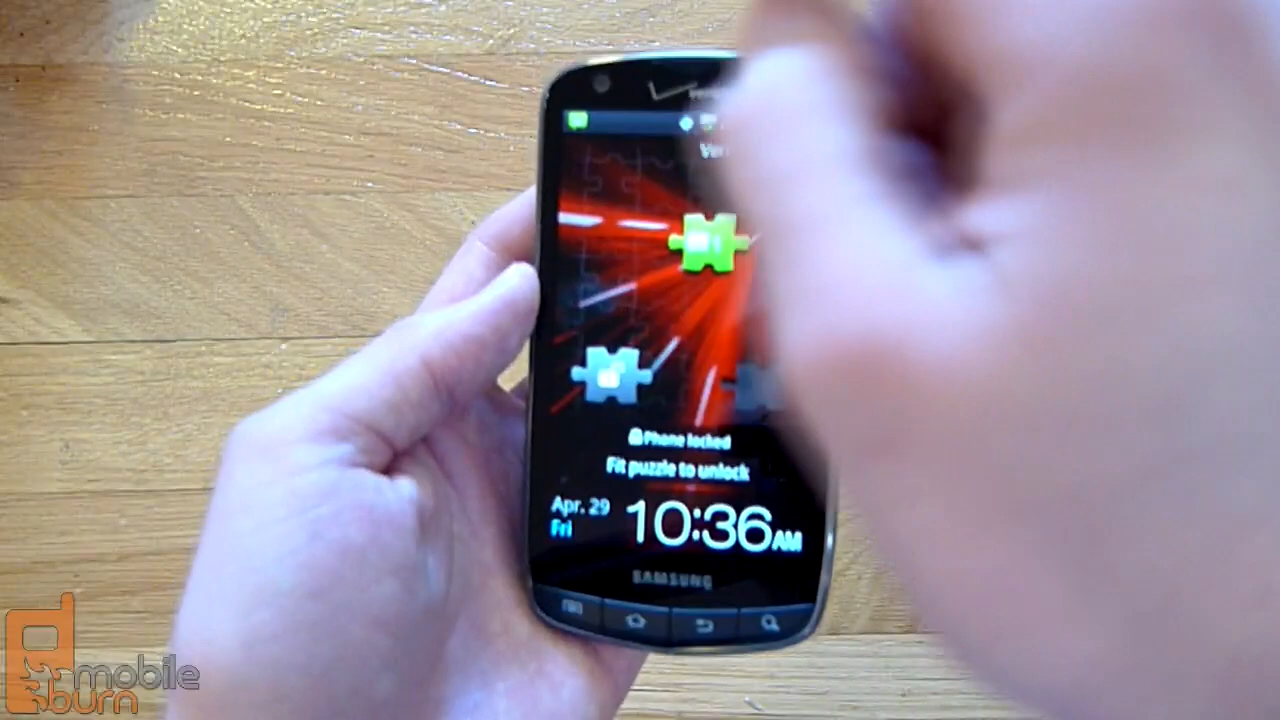 Phone locked
Fit puzzle to unlock
Apr. 29
Fri
10:36AM
SAMSUNG
mobile
burn